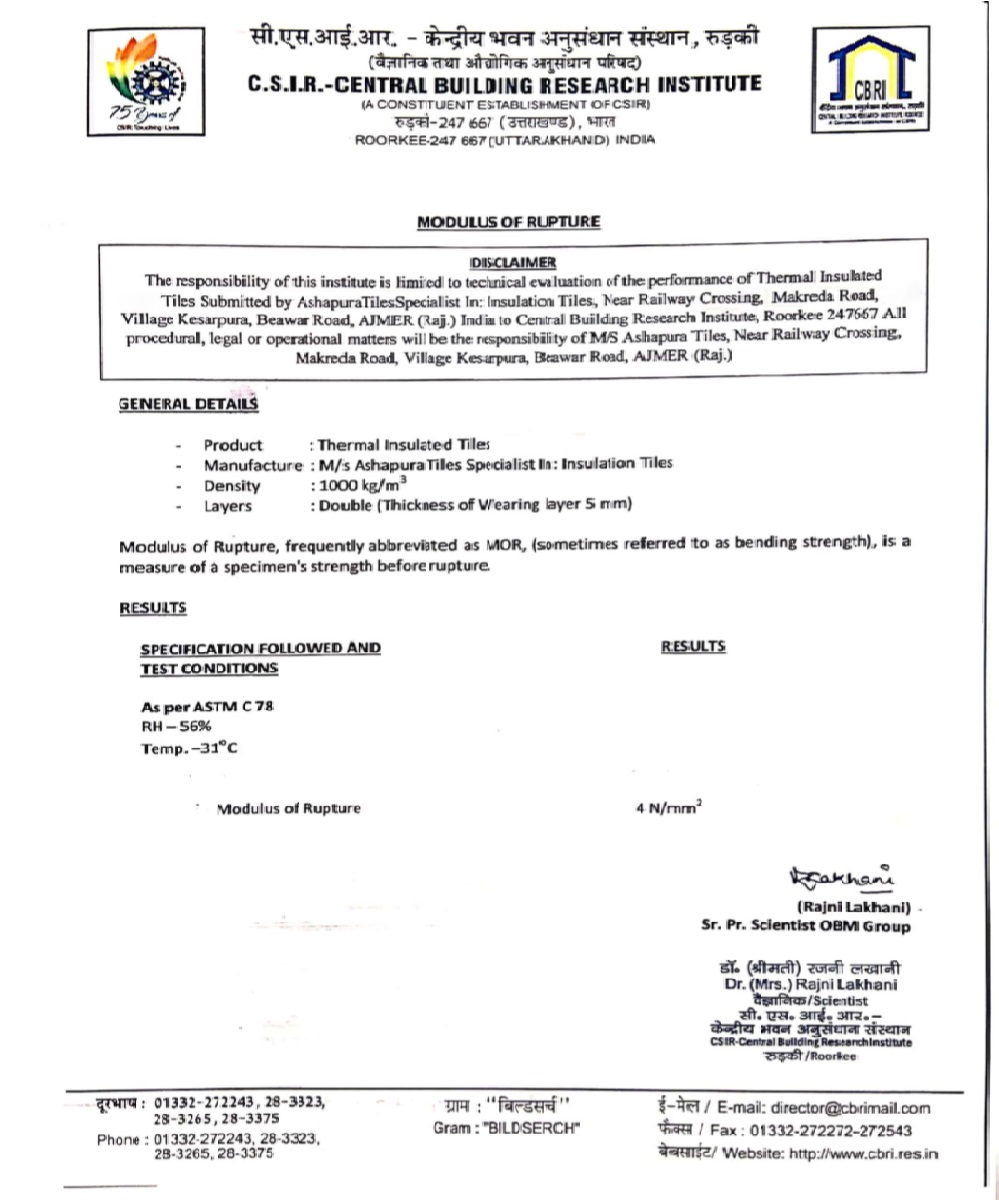 सी.एस.आई.आर. - केन्द्रीय भवन अनुसंधान संस्थान, रुड़की
(वैज्ञानिक तथा औद्योगिक अनुसंधान परिषद)
C.S.I.R.-CENTRAL BUILDING RESEARCH INSTITUTE
(A CONSTITUENT ESTABLISHMENT OF CSIR)
रुड़की-247 667 (उत्तराखण्ड), भारत
ROORKEE-247 667 (UTTARAKHAND) INDIA
75 Years of
CSIR: Touching Lives
CBRI
MODULUS OF RUPTURE
DISCLAIMER
The responsibility of this institute is limited to technical evaluation of the performance of Thermal Insulated
Tiles Submitted by AshapuraTilesSpecialist In: Insulation Tiles, Near Railway Crossing, Makreda Road,
Village Kesarpura, Beawar Road, AJMER (Raj.) India to Central Building Research Institute, Roorkee 247667 All
procedural, legal or operational matters will be the responsibility of M/S Ashapura Tiles, Near Railway Crossing,
Makreda Road, Village Kesarpura, Beawar Road, AJMER (Raj.)
GENERAL DETAILS
- Product : Thermal Insulated Tiles
- Manufacture : M/s Ashapura Tiles Specialist In: Insulation Tiles
- Density : 1000 kg/m³
- Layers : Double (Thickness of Wearing layer 5 mm)
Modulus of Rupture, frequently abbreviated as MOR, (sometimes referred to as bending strength), is a
measure of a specimen's strength before rupture
RESULTS
SPECIFICATION FOLLOWED AND RESULTS
TEST CONDITIONS
As per ASTM C 78
RH – 56%
Temp. –31°C
Modulus of Rupture 4 N/mm²
(Rajni Lakhani)
Sr. Pr. Scientist OBMI Group
डॉ. (श्रीमती) रजनी लखानी
Dr. (Mrs.) Rajni Lakhani
वैज्ञानिक/Scientist
सी. एस. आई. आर.–
केन्द्रीय भवन अनुसंधान संस्थान
CSIR-Central Building Research Institute
रुड़की/Roorkee
दूरभाष : 01332-272243, 28-3323,
28-3265, 28-3375
Phone : 01332-272243, 28-3323,
28-3265, 28-3375
ग्राम : "बिल्डसर्च"
Gram : "BILDSERCH"
ई-मेल / E-mail: director@cbrimail.com
फैक्स / Fax : 01332-272272-272543
वेबसाईट/ Website: http://www.cbri.res.in